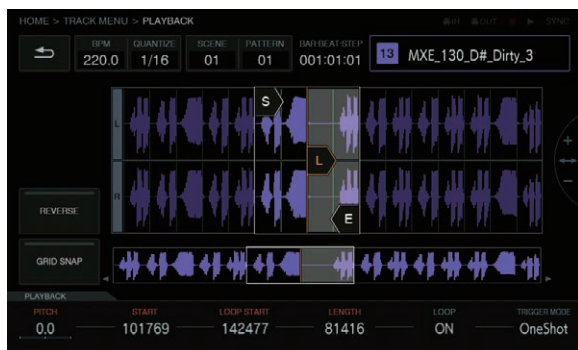 HOME > TRACK MENU > PLAYBACK
IN OUT SYNC
BPM QUANTIZE SCENE PATTERN BAR:BEAT:STEP
220.0 1/16 01 01 001:01:01 13 MXE_130_D#_Dirty_3
S
L
L
R
E
REVERSE
GRID SNAP
PLAYBACK
PITCH START LOOP START LENGTH LOOP TRIGGER MODE
0.0 101769 142477 81416 ON OneShot